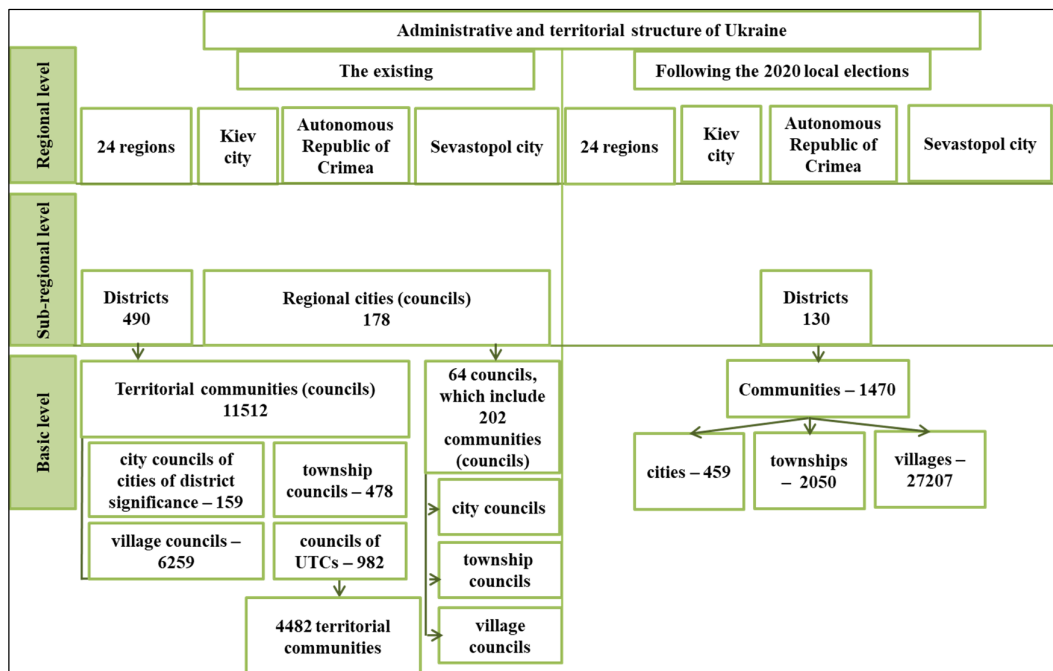 Administrative and territorial structure of Ukraine
Regional level
The existing
Following the 2020 local elections
24 regions
Kiev
city
Autonomous
Republic of
Crimea
Sevastopol city
24 regions
Kiev
city
Autonomous
Republic of
Crimea
Sevastopol city
Sub-regional level
Districts
490
Regional cities (councils)
178
Districts
130
Basic level
Territorial communities (councils)
11512
64 councils,
which include
202
communities
(councils)
Communities – 1470
city councils of
cities of district
significance – 159
township
councils – 478
village councils –
6259
councils of
UTCs – 982
4482 territorial
communities
city councils
township
councils
village
councils
cities – 459
townships
– 2050
villages –
27207